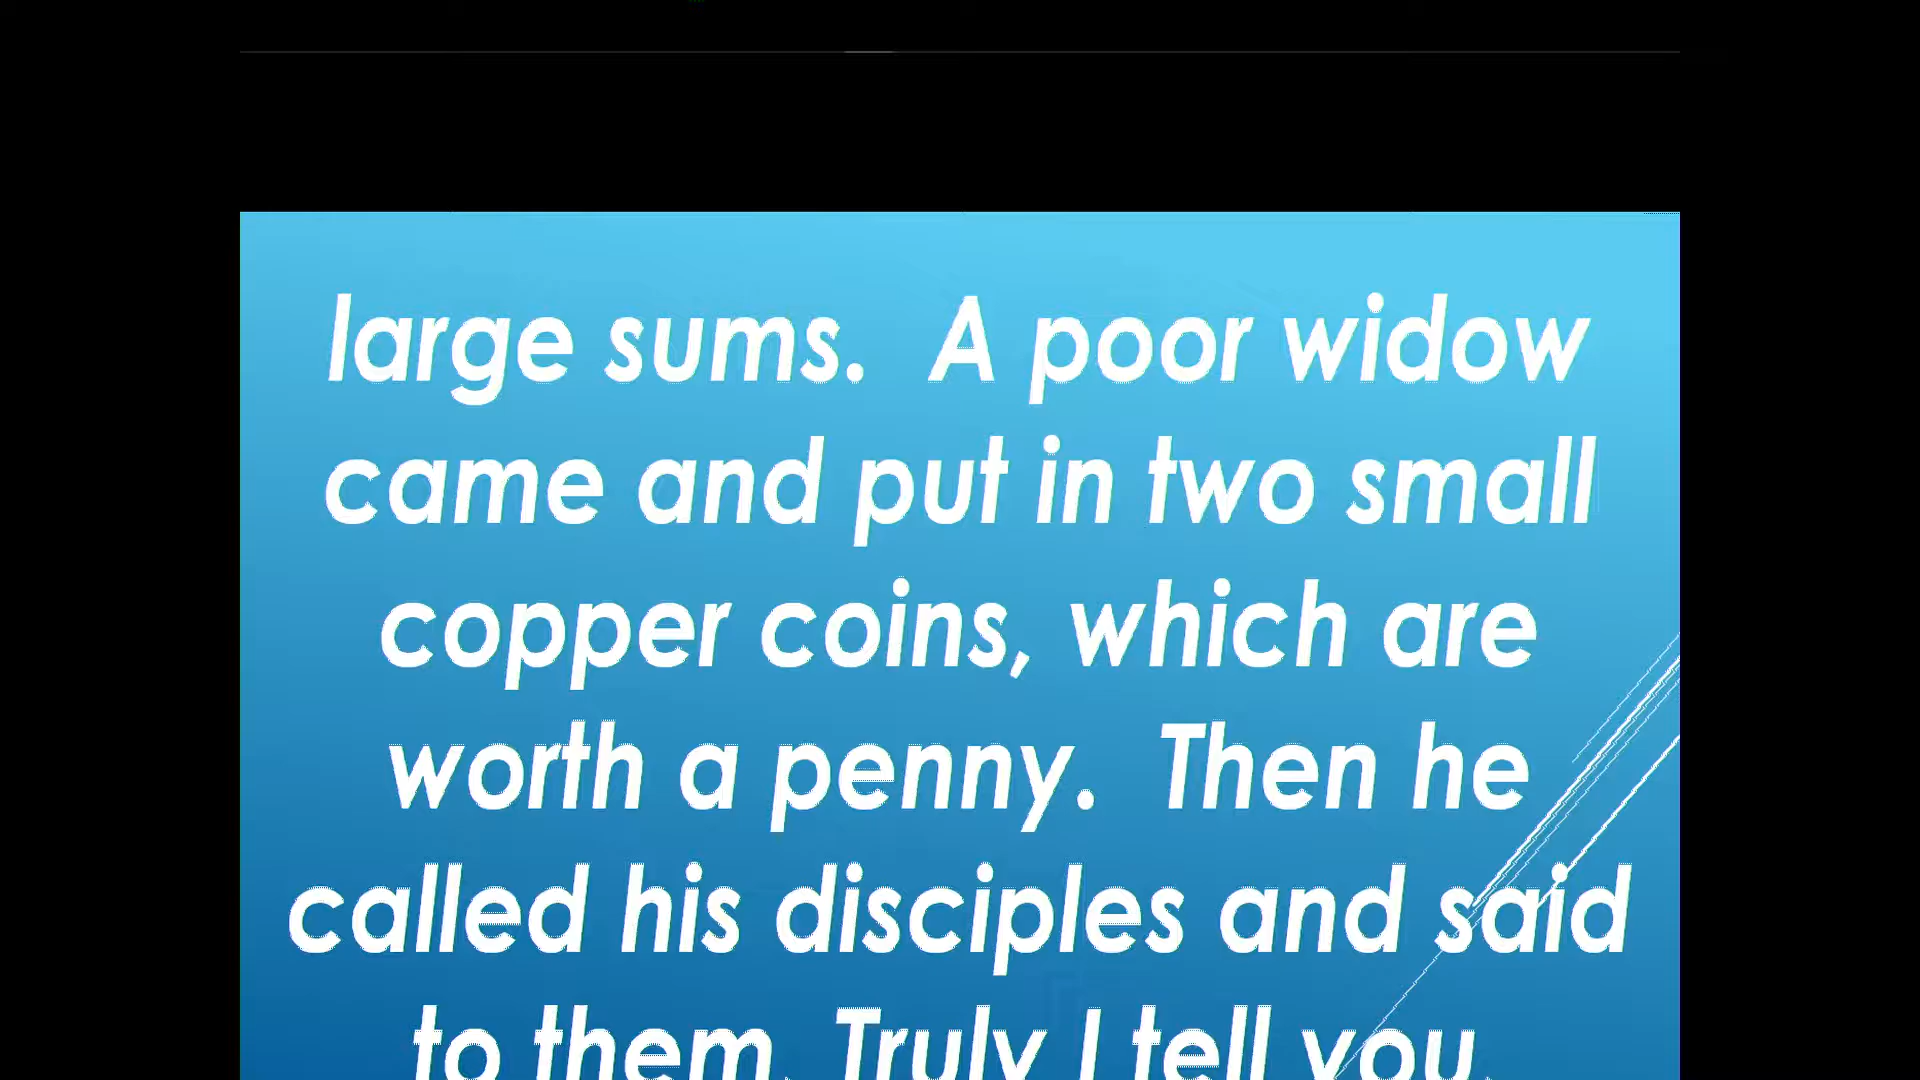 large sums. A poor widow
came and put in two small
copper coins, which are
worth a penny. Then he
called his disciples and said
to them, Truly I tell you,